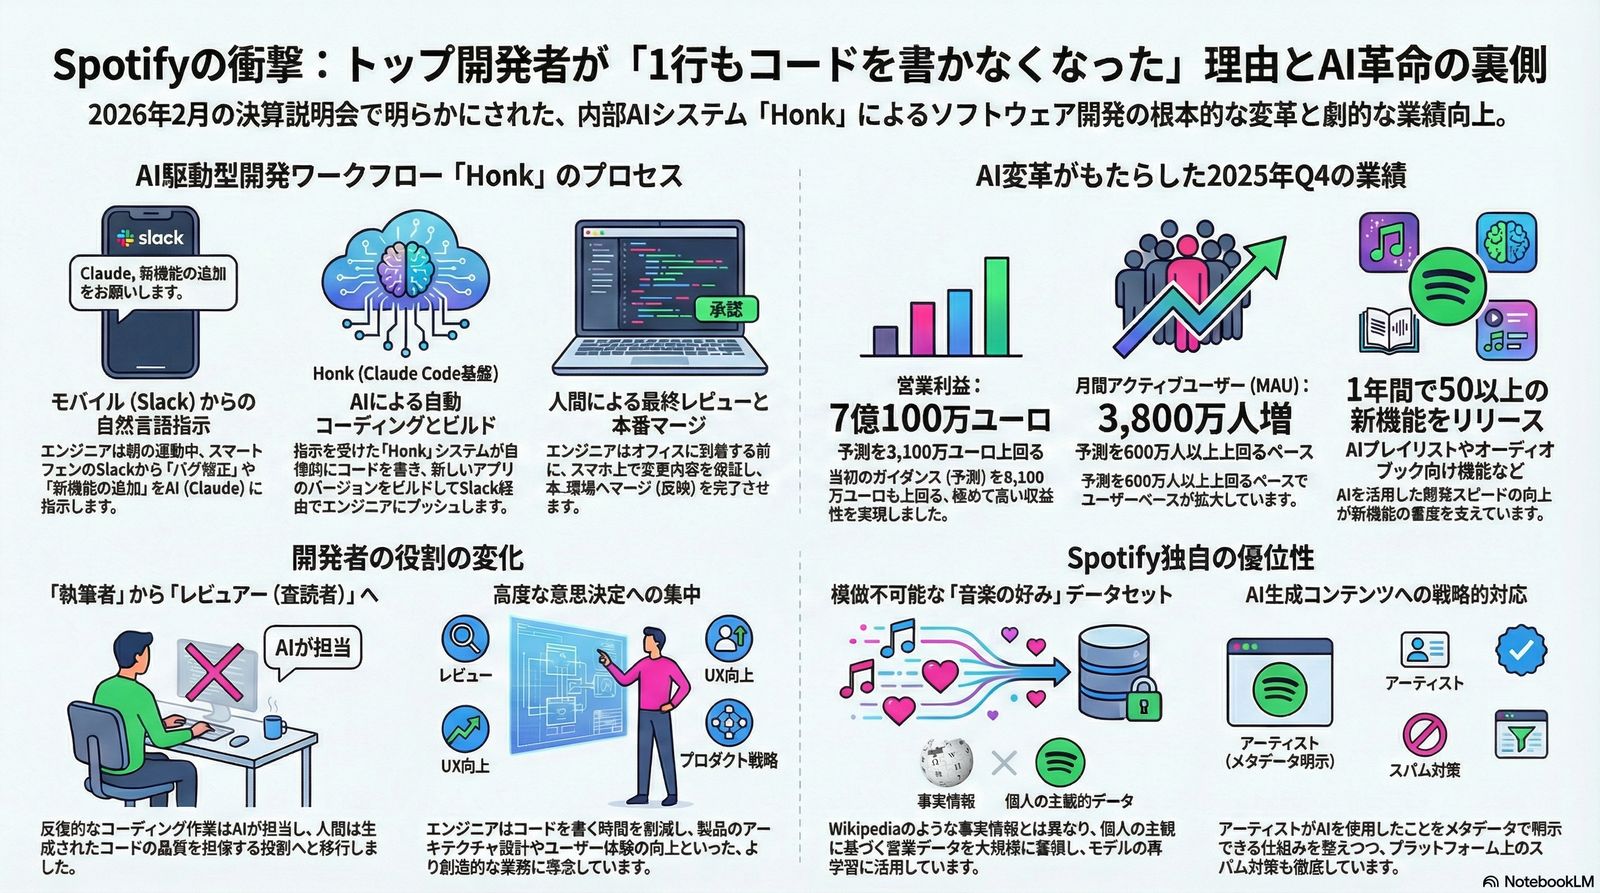 Spotifyの衝撃：トップ開発者が「1行もコードを書かなくなった」理由とAI革命の裏側
2026年2月の決算説明会で明らかにされた、内部AIシステム「Honk」によるソフトウェア開発の根本的な変革と劇的な業績向上。
AI駆動型開発ワークフロー「Honk」のプロセス
slack
Claude, 新機能の追加
をお願いします。
モバイル（Slack）からの
自然言語指示
エンジニアは朝の運動中、スマート
フェンのSlackから「バグ修正」や
「新機能の追加」をAI（Claude）に
指示します。
Honk (Claude Code基盤)
AIによる自動
コーディングとビルド
指示を受けた「Honk」システムが自
的にコードを書き、新しいアプリ
のバージョンをビルドしてSlack経
由でエンジニアにプッシュします。
承認
人間による最終レビューと
本番マージ
エンジニアはオフィスに到着する前
に、スマホ上で変更内容を証し、
本環場へマージ（反映）を完了させ
ます。
AI変革がもたらした2025年Q4の業績
営業利益：
7億100万ユーロ
予測を3,100万ユーロ上回る
当初のガイダンス（予測）を8,100
万ユーロも上回る、極めて高い収益
性を実現しました。
月間アクティブユーザー（MAU）：
3,800万人増
予測を600万人以上上回るペース
予測を600万人以上上回るペースで
ユーザーベースが拡大しています。
1年間で50以上の
新機能をリリース
AIプレイリストやオーディオ
ブック向け機能など
AIを活用した発スピードの向上
が新機能の度を支えています。
開発者の役割の変化
「執筆者」から「レビュアー（査読者）」へ
AIが担当
反復的なコーディング作業はAIが担当し、人間は生
成されたコードの品質を担保する役割へと移行しま
した。
高度な意思決定への集中
レビュー
UX向上
UX向上
プロダクト戦略
エンジニアはコードを書く時間を割減し、製品のアー
キテクチャ設計やユーザー体験の向上といった、よ
り創造的な業務に専念しています。
Spotify独自の優位性
模倣不可能な「音楽の好み」データセット
事実情報
個人の主観的データ
Wikipediaのような事実情報とは異なり、個人の主観
に基づく営業データを大規模に蓄積し、モデルの再
学習に活用しています。
AI生成コンテンツへの戦略的対応
アーティスト
（メタデータ明示）
アーティスト
スパム対策
アーティストがAIを使用したことをメタデータで明示
できる仕組みを整えつつ、プラットフォーム上のス
パム対策も徹底しています。
NotebookLM